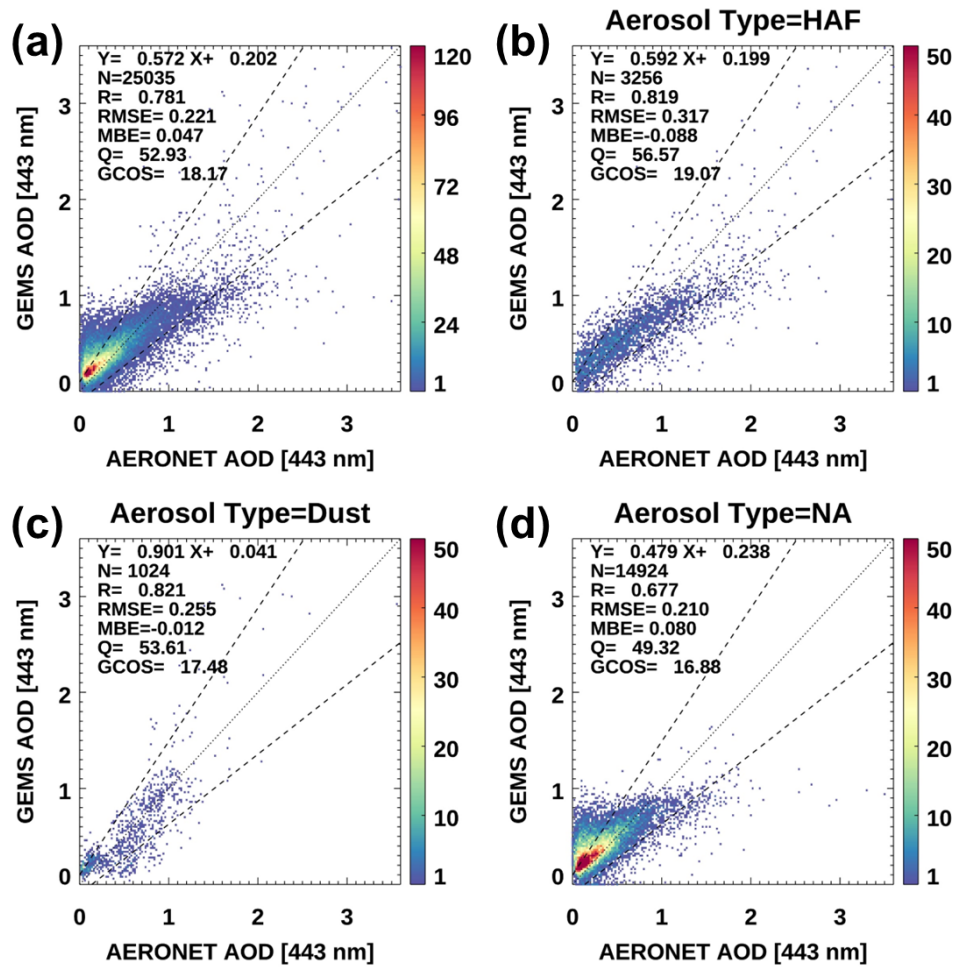 (a)
Y= 0.572 X+ 0.202
N=25035
R= 0.781
RMSE= 0.221
MBE= 0.047
Q= 52.93
GCOS= 18.17
GEMS AOD [443 nm]
3
2
1
0
0 1 2 3
AERONET AOD [443 nm]
120
96
72
48
24
1
(b)
Aerosol Type=HAF
Y= 0.592 X+ 0.199
N= 3256
R= 0.819
RMSE= 0.317
MBE=-0.088
Q= 56.57
GCOS= 19.07
GEMS AOD [443 nm]
3
2
1
0
0 1 2 3
AERONET AOD [443 nm]
50
40
30
20
10
1
(c)
Aerosol Type=Dust
Y= 0.901 X+ 0.041
N= 1024
R= 0.821
RMSE= 0.255
MBE=-0.012
Q= 53.61
GCOS= 17.48
GEMS AOD [443 nm]
3
2
1
0
0 1 2 3
AERONET AOD [443 nm]
50
40
30
20
10
1
(d)
Aerosol Type=NA
Y= 0.479 X+ 0.238
N=14924
R= 0.677
RMSE= 0.210
MBE= 0.080
Q= 49.32
GCOS= 16.88
GEMS AOD [443 nm]
3
2
1
0
0 1 2 3
AERONET AOD [443 nm]
50
40
30
20
10
1